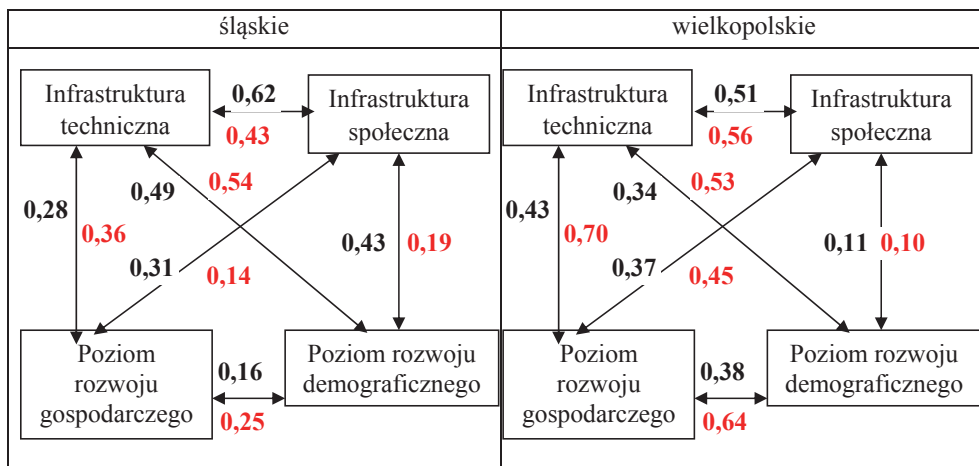 śląskie
Infrastruktura
techniczna
0,62
0,43
Infrastruktura
społeczna
0,28
0,36
0,49
0,54
0,31
0,14
0,43
0,19
Poziom
rozwoju
gospodarczego
0,16
0,25
Poziom rozwoju
demograficznego
wielkopolskie
Infrastruktura
techniczna
0,51
0,56
Infrastruktura
społeczna
0,43
0,70
0,34
0,53
0,37
0,45
0,11
0,10
Poziom
rozwoju
gospodarczego
0,38
0,64
Poziom rozwoju
demograficznego